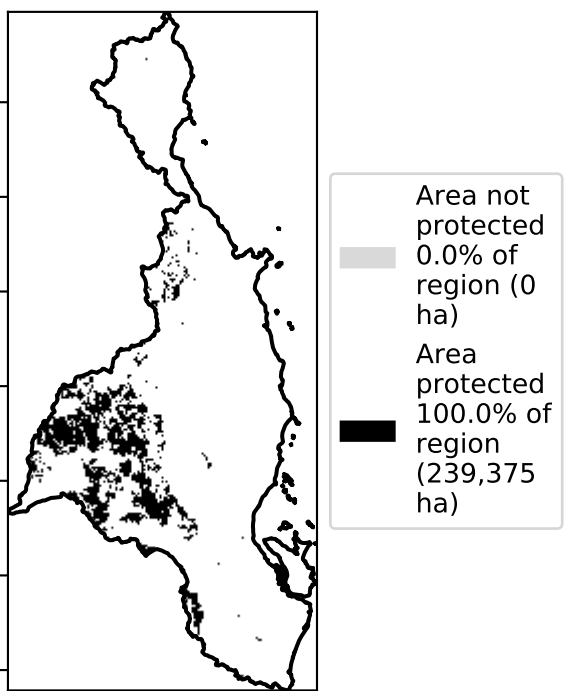 Area not
protected
0.0% of
region (0
ha)
Area
protected
100.0% of
region
(239,375
ha)